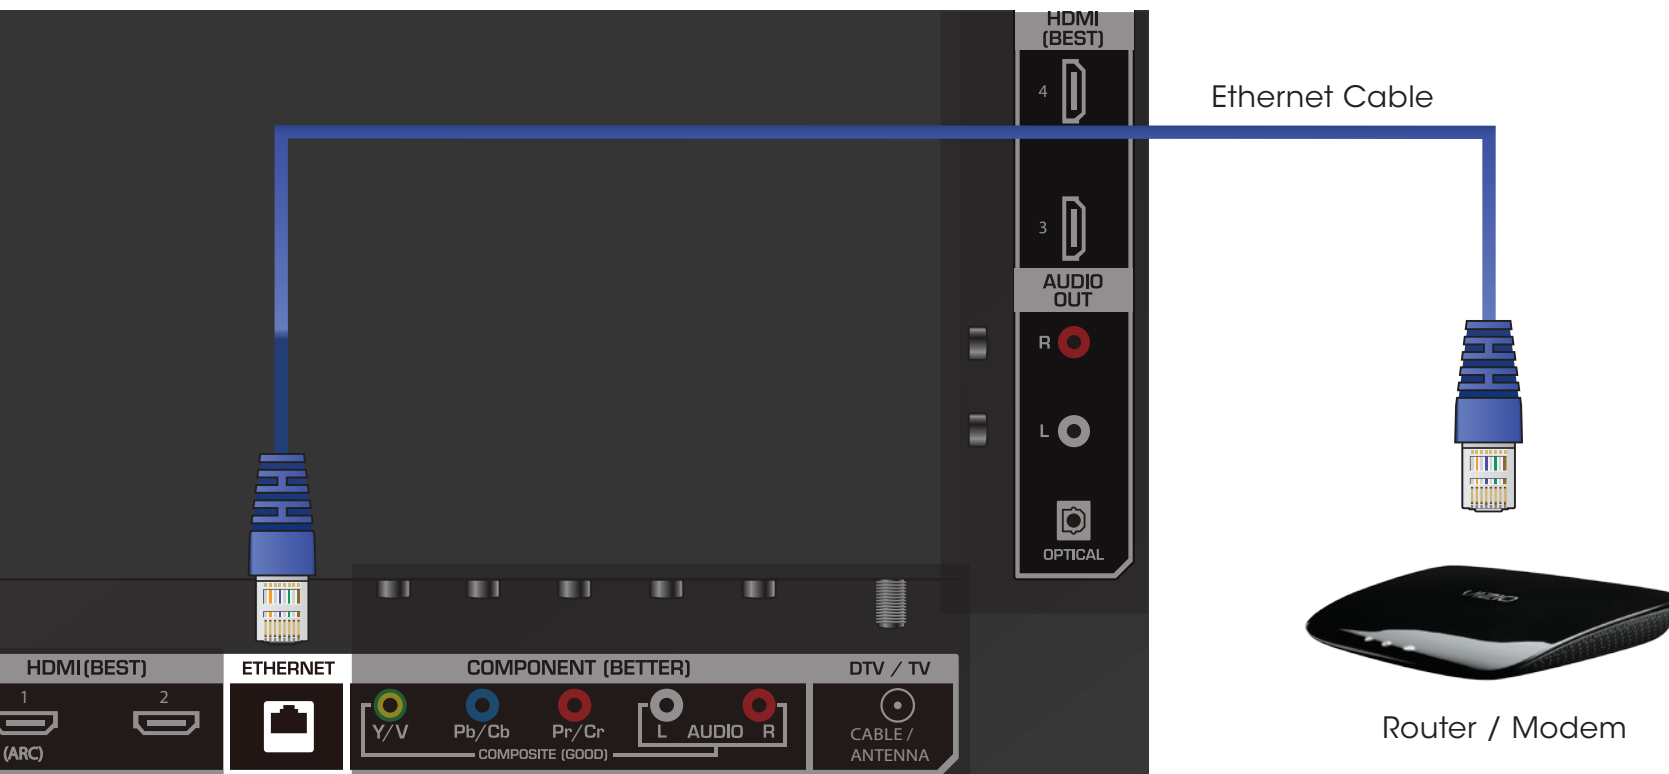 HDMI
(BEST)
4
Ethernet Cable
3
AUDIO
OUT
R
L
OPTICAL
VIZIO
HDMI(BEST)
ETHERNET
COMPONENT (BETTER)
DTV / TV
1
2
(ARC)
Y/V
Pb/Cb
Pr/Cr
L AUDIO R
COMPOSITE (GOOD)
CABLE /
ANTENNA
Router / Modem